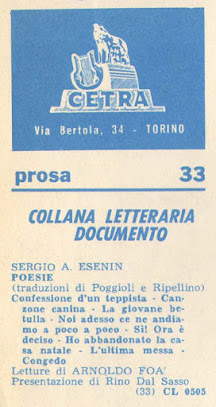 CETRA
Via Bertola, 34 - TORINO
prosa 33
COLLANA LETTERARIA
DOCUMENTO
SERGIO A. ESENIN
POESIE
(traduzioni di Poggioli e Ripellino)
Confessione d'un teppista - Can-
zone canina - La giovane be-
tulla - Noi adesso ce ne andia-
mo a poco a poco - Sì! Ora è
deciso - Ho abbandonato la ca-
sa natale - L'ultima messa -
Congedo
Letture di ARNOLDO FOA'
Presentazione di Rino Dal Sasso
(33) CL 0505